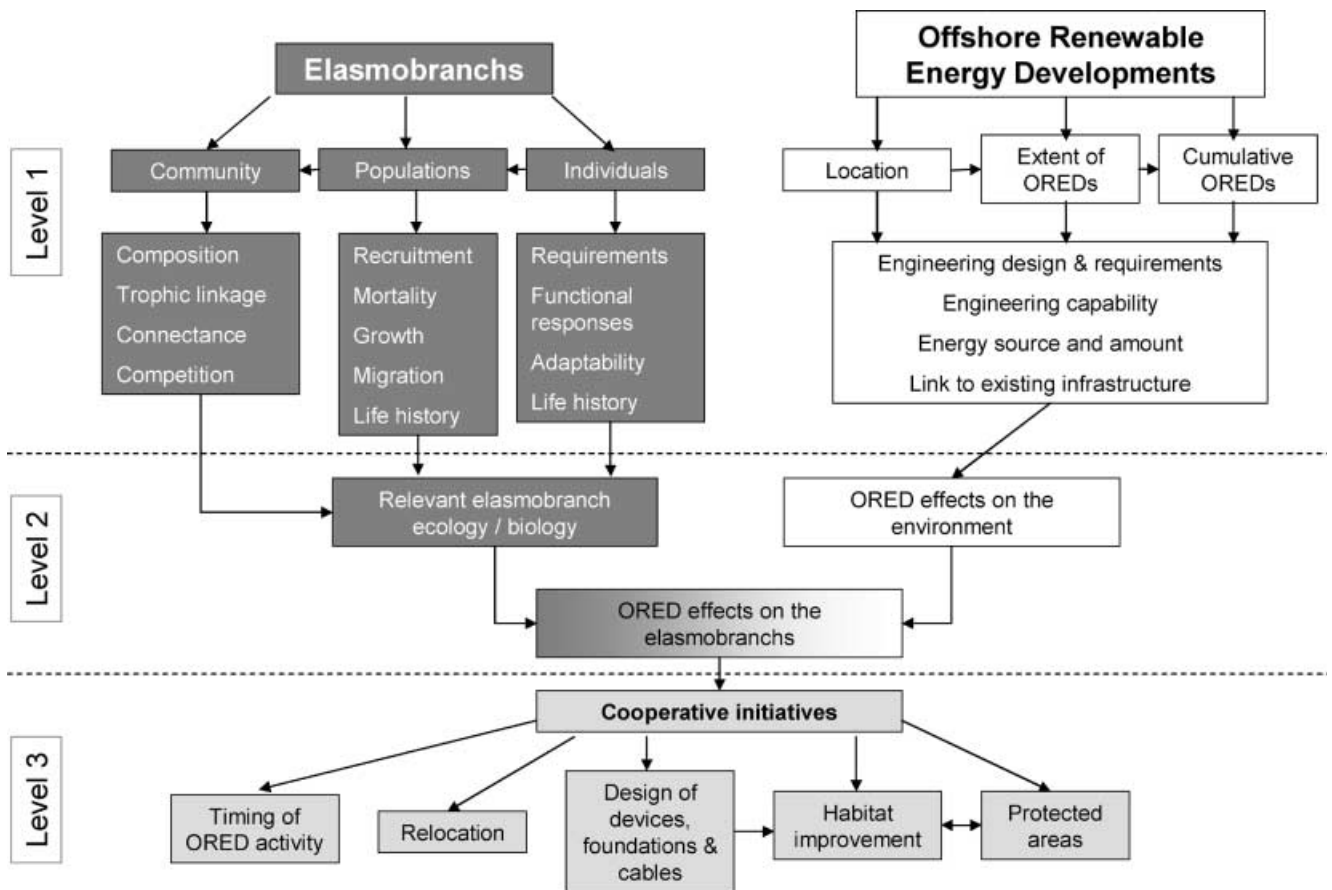 Elasmobranchs
Offshore Renewable
Energy Developments
Level 1
Community
Populations
Individuals
Location
Extent of
OREDs
Cumulative
OREDs
Composition
Trophic linkage
Connectance
Competition
Recruitment
Mortality
Growth
Migration
Life history
Requirements
Functional
responses
Adaptability
Life history
Engineering design & requirements
Engineering capability
Energy source and amount
Link to existing infrastructure
Level 2
Relevant elasmobranch
ecology / biology
ORED effects on the
environment
ORED effects on the
elasmobranchs
Level 3
Cooperative initiatives
Timing of
ORED activity
Relocation
Design of
devices,
foundations &
cables
Habitat
improvement
Protected
areas